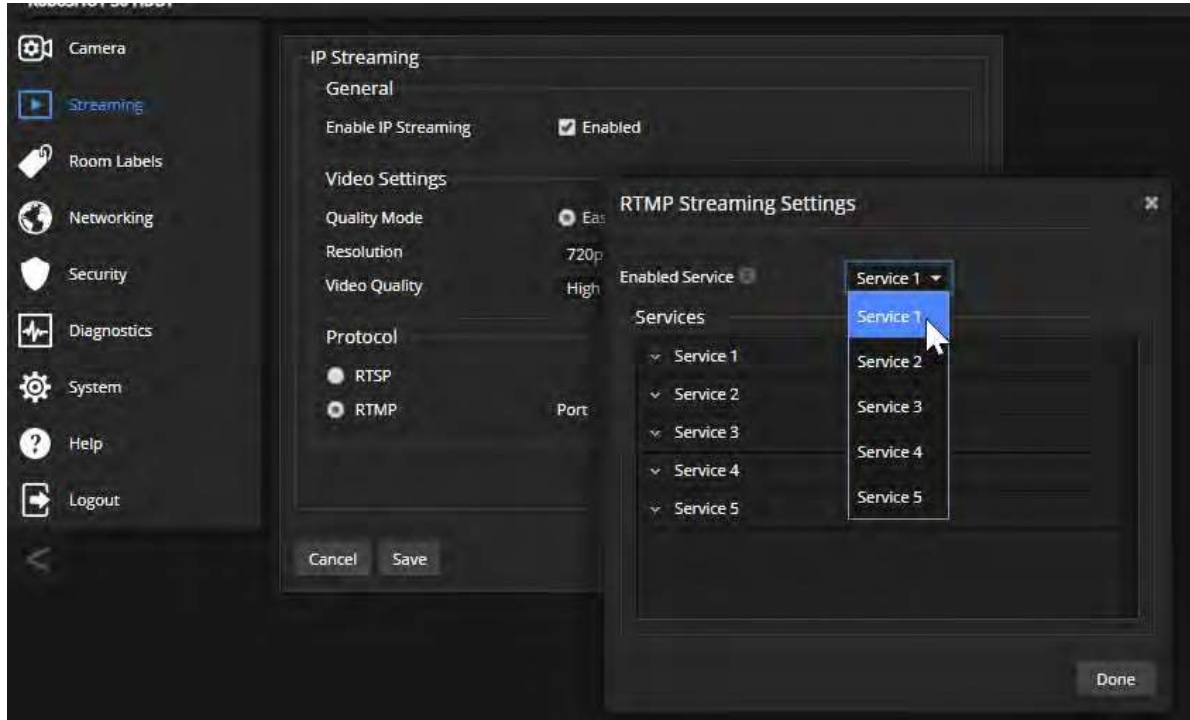 Camera
Streaming
Room Labels
Networking
Security
Diagnostics
System
Help
Logout
IP Streaming
General
Enable IP Streaming Enabled
Video Settings
Quality Mode Eas
Resolution 720p
Video Quality High
Protocol
RTSP
RTMP Port
Cancel Save
RTMP Streaming Settings
Enabled Service Service 1
Services
Service 1
Service 2
Service 3
Service 4
Service 5
Service 1
Service 2
Service 3
Service 4
Service 5
Done